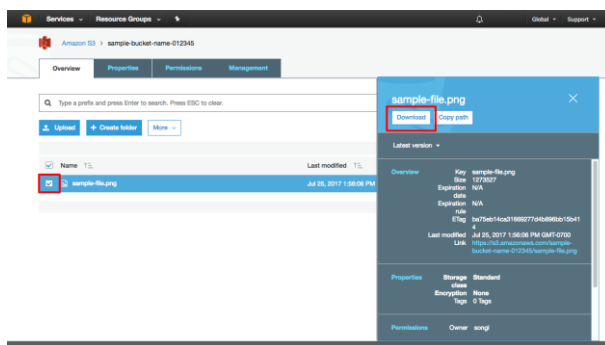 Services Resource Groups Global Support
Amazon S3 > sample-bucket-name-012345
Overview Properties Permissions Management
Type a prefix and press Enter to search. Press ESC to clear.
Upload + Create folder More
Name Last modified
sample-file.png Jul 25, 2017 1:56:06 PM
sample-file.png
Download Copy path
Latest version
Overview
Key sample-file.png
Size 1273527
Expiration date N/A
Expiration rule N/A
ETag
Last modified Jul 25, 2017 1:56:06 PM GMT-0700
Link https://s3.amazonaws.com/sample-
bucket-name-012345/sample-file.png
Properties
Storage class Standard
Encryption None
Tags 0 Tags
Permissions
Owner songl